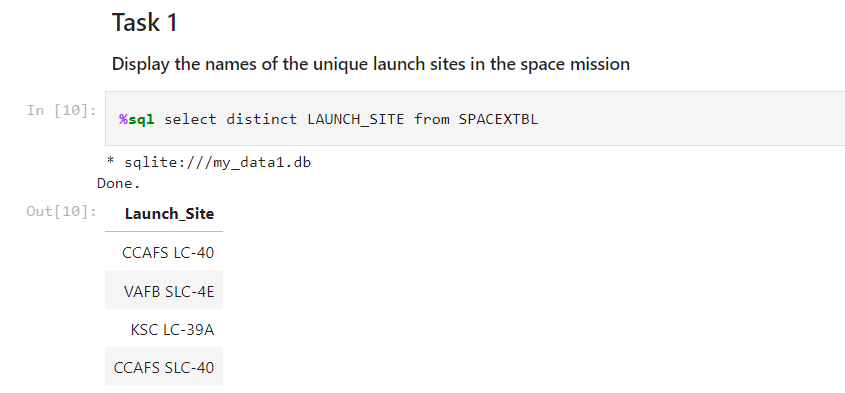 Task 1
Display the names of the unique launch sites in the space mission
In [10]:
%sql select distinct LAUNCH_SITE from SPACEXTBL
* sqlite:///my_data1.db
Done.
Out[10]:
Launch_Site
CCAFS LC-40
VAFB SLC-4E
KSC LC-39A
CCAFS SLC-40